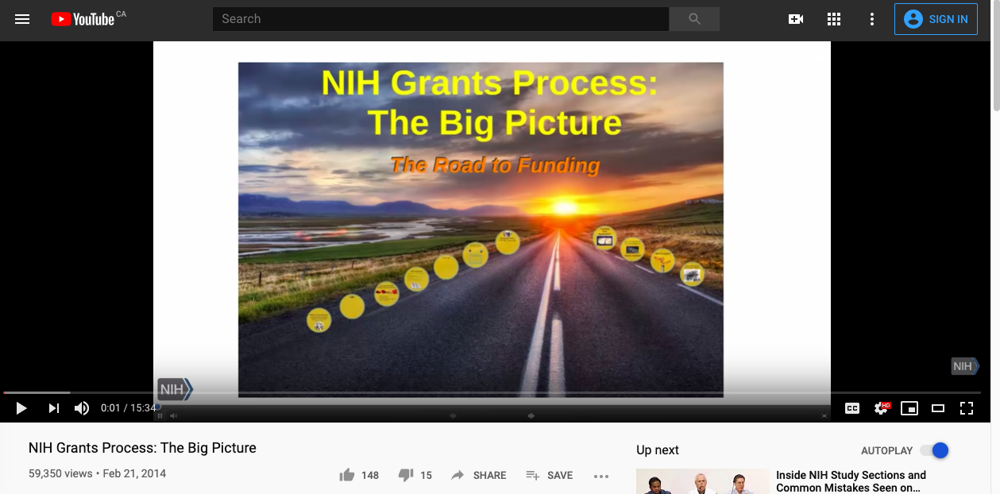 YouTube CA
Search
SIGN IN
NIH Grants Process:
The Big Picture
The Road to Funding
NIH
NIH
0:01 / 15:34
CC
HD
NIH Grants Process: The Big Picture
59,350 views • Feb 21, 2014
148
15
SHARE
SAVE
Up next
AUTOPLAY
Inside NIH Study Sections and
Common Mistakes Seen on...